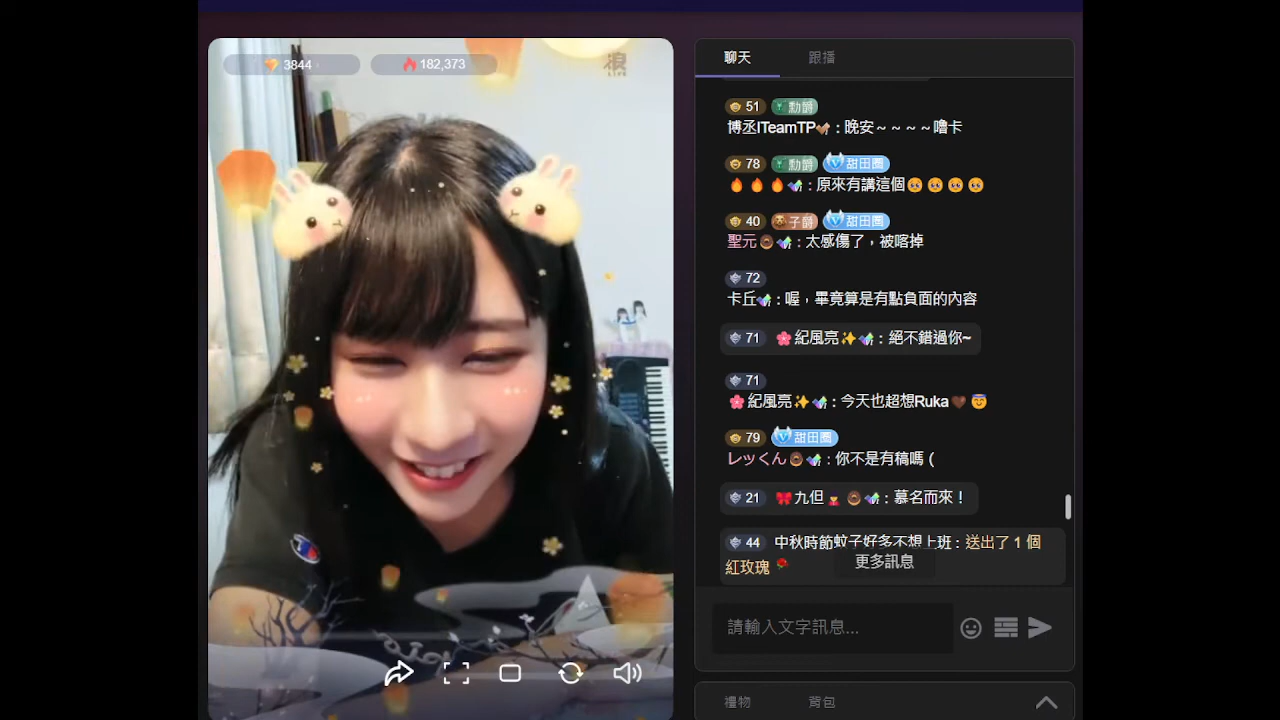 3844
182,373
浪
LIVE
聊天
跟播
51 勳爵
博丞ITeamTP：晚安～～～～嚕卡
78 勳爵 甜田圈
：原來有講這個
40 子爵 甜田圈
聖元：太感傷了，被喀掉
72
卡丘：喔，畢竟算是有點負面的內容
71 紀風亮：絕不錯過你~
71
紀風亮：今天也超想Ruka
79 甜田圈
レッくん：你不是有稿嗎 (
21 九但：慕名而來！
44 中秋時節蚊子好多不想上班：送出了 1 個
紅玫瑰
更多訊息
請輸入文字訊息...
禮物
背包